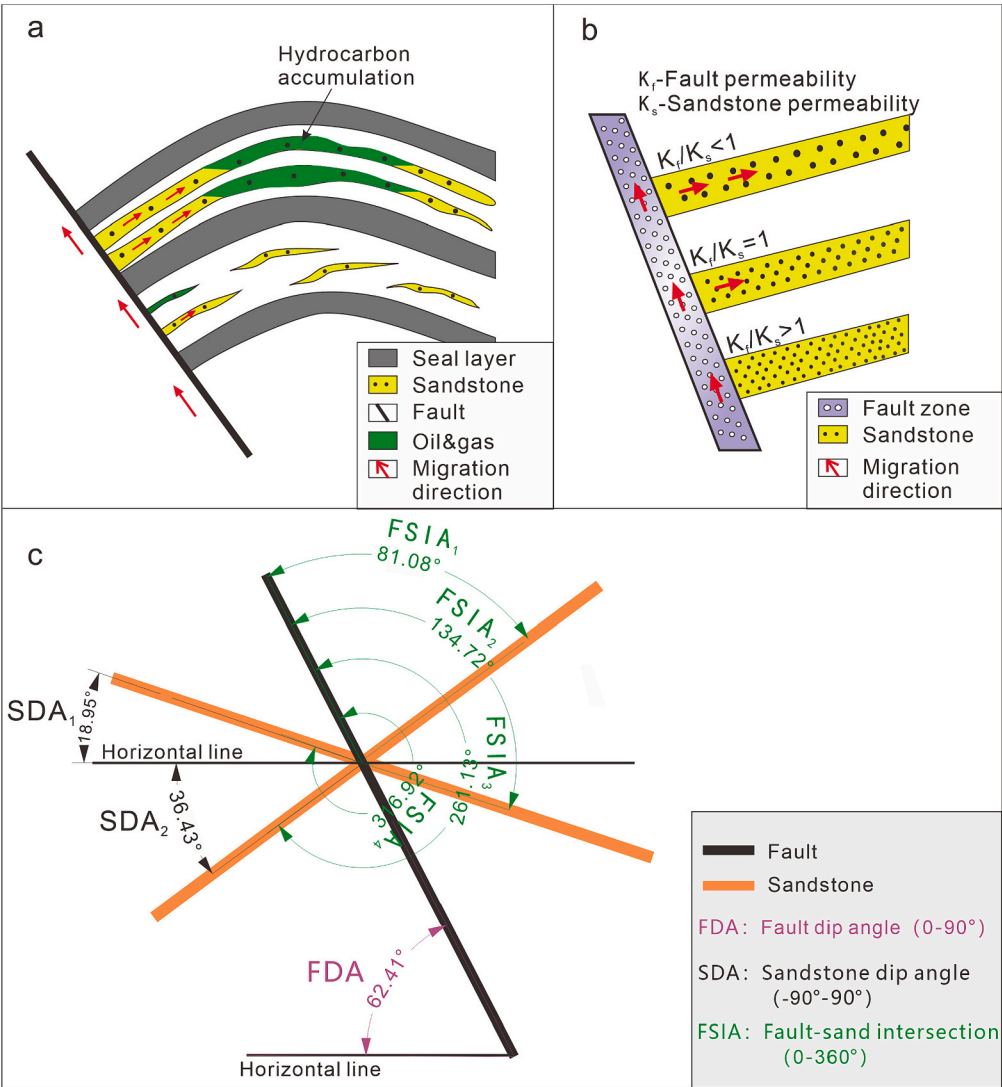 a
Hydrocarbon
accumulation
Seal layer
Sandstone
Fault
Oil&gas
Migration
direction
b
Kf-Fault permeability
Ks-Sandstone permeability
Kf/Ks<1
Kf/Ks=1
Kf/Ks>1
Fault zone
Sandstone
Migration
direction
c
FSIA1
81.08°
FSIA2
134.72°
FSIA3
261.13°
FSIA4
316.92°
SDA1
18.95°
Horizontal line
SDA2
36.43°
FDA
62.41°
Horizontal line
Fault
Sandstone
FDA: Fault dip angle (0-90°)
SDA: Sandstone dip angle
(-90°-90°)
FSIA: Fault-sand intersection
(0-360°)